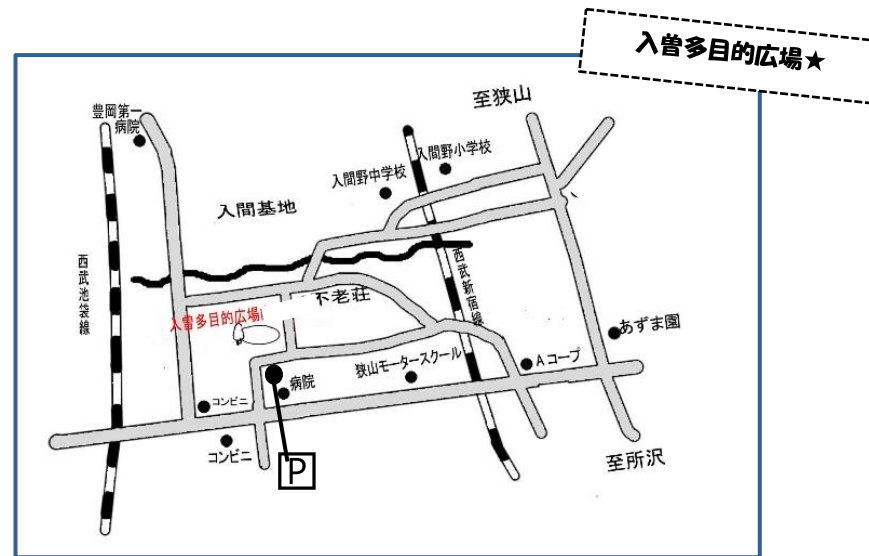 入曽多目的広場★
至狭山
豊岡第一
病院
入間野小学校
入間野中学校
入間基地
西武池袋線
西武新宿線
不老荘
入曽多目的広場
あずま園
Aコープ
狭山モータースクール
病院
コンビニ
コンビニ
至所沢
P